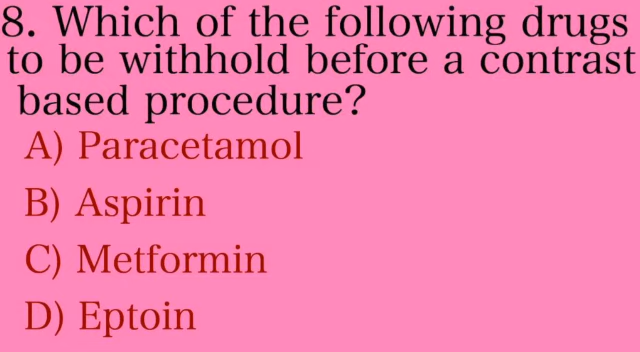 8. Which of the following drugs
to be withhold before a contrast
based procedure?
A) Paracetamol
B) Aspirin
C) Metformin
D) Eptoin